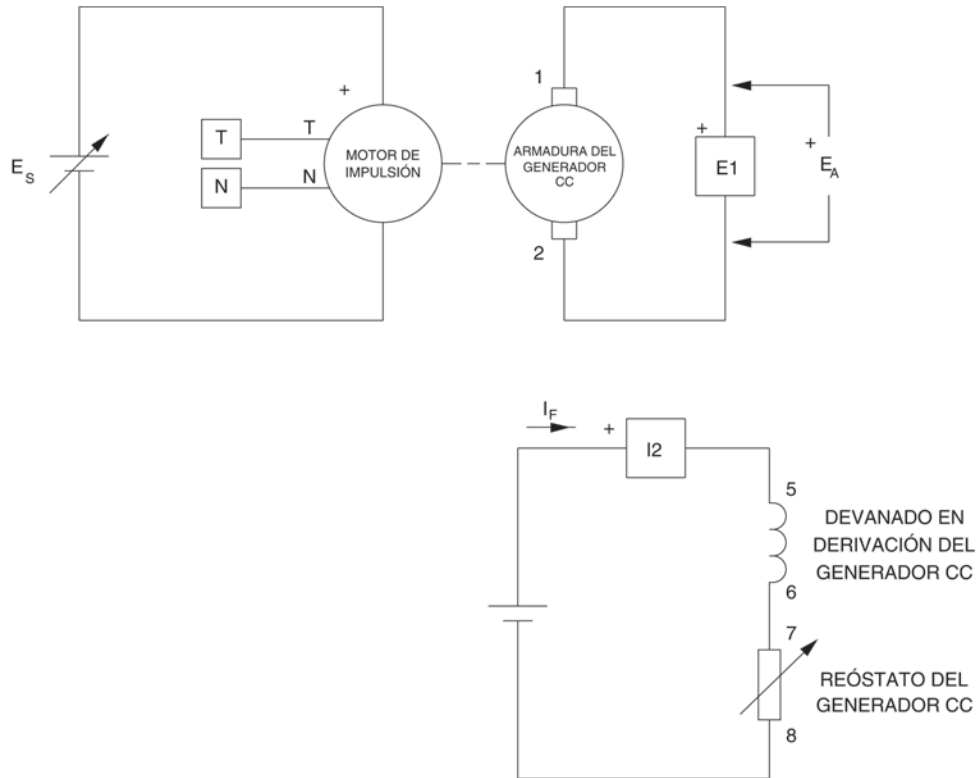 +
1
T
T
N
N
MOTOR DE
IMPULSIÓN
ARMADURA DEL
GENERADOR
CC
+
E1
+
E_A
E_S
2
I_F
+
I2
5
DEVANADO EN
DERIVACIÓN DEL
GENERADOR CC
6
7
REÓSTATO DEL
GENERADOR CC
8